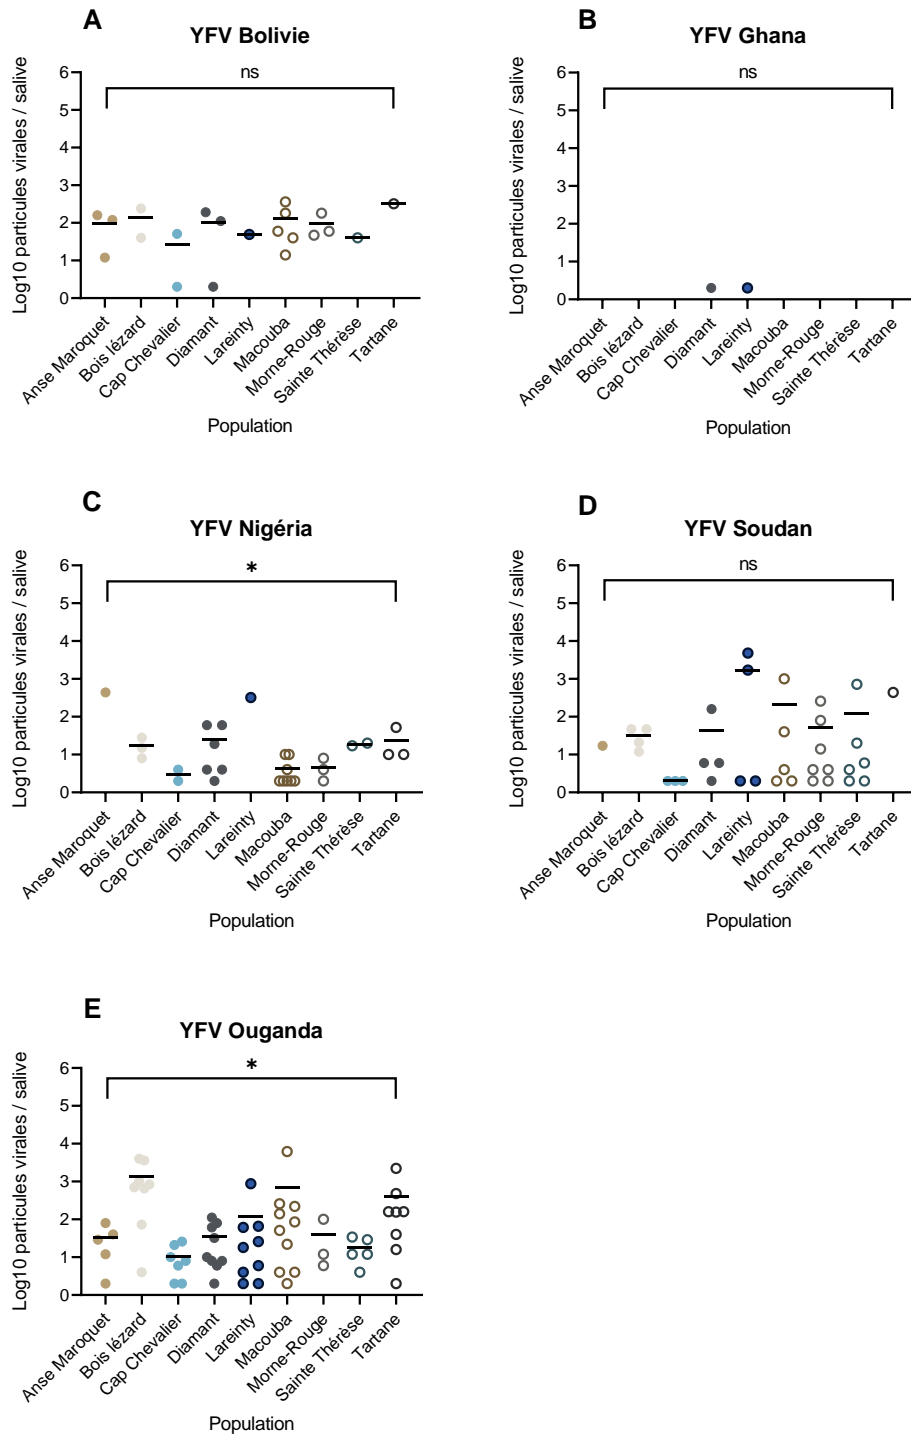 A
YFV Bolivie
Log10 particules virales / salive
ns
6
5
4
3
2
1
0
Anse Maroquet
Bois lézard
Cap Chevalier
Diamant
Lareinty
Macouba
Morne-Rouge
Sainte Thérèse
Tartane
Population
B
YFV Ghana
Log10 particules virales / salive
ns
6
5
4
3
2
1
0
Anse Maroquet
Bois lézard
Cap Chevalier
Diamant
Lareinty
Macouba
Morne-Rouge
Sainte Thérèse
Tartane
Population
C
YFV Nigéria
Log10 particules virales / salive
*
6
5
4
3
2
1
0
Anse Maroquet
Bois lézard
Cap Chevalier
Diamant
Lareinty
Macouba
Morne-Rouge
Sainte Thérèse
Tartane
Population
D
YFV Soudan
Log10 particules virales / salive
ns
6
5
4
3
2
1
0
Anse Maroquet
Bois lézard
Cap Chevalier
Diamant
Lareinty
Macouba
Morne-Rouge
Sainte Thérèse
Tartane
Population
E
YFV Ouganda
Log10 particules virales / salive
*
6
5
4
3
2
1
0
Anse Maroquet
Bois lézard
Cap Chevalier
Diamant
Lareinty
Macouba
Morne-Rouge
Sainte Thérèse
Tartane
Population